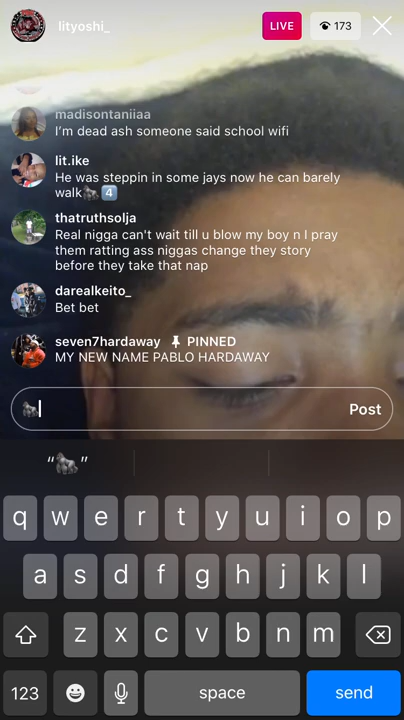 lityoshi_
LIVE
173
madisontaniiaa
I'm dead ash someone said school wifi
lit.ike
He was steppin in some jays now he can barely
walk🦍4️⃣
thatruthsolja
Real nigga can't wait till u blow my boy n I pray
them ratting ass niggas change they story
before they take that nap
darealkeito_
Bet bet
seven7hardaway PINNED
MY NEW NAME PABLO HARDAWAY
🦍 Post
“🦍”
q w e r t y u i o p
a s d f g h j k l
z x c v b n m
123 space send